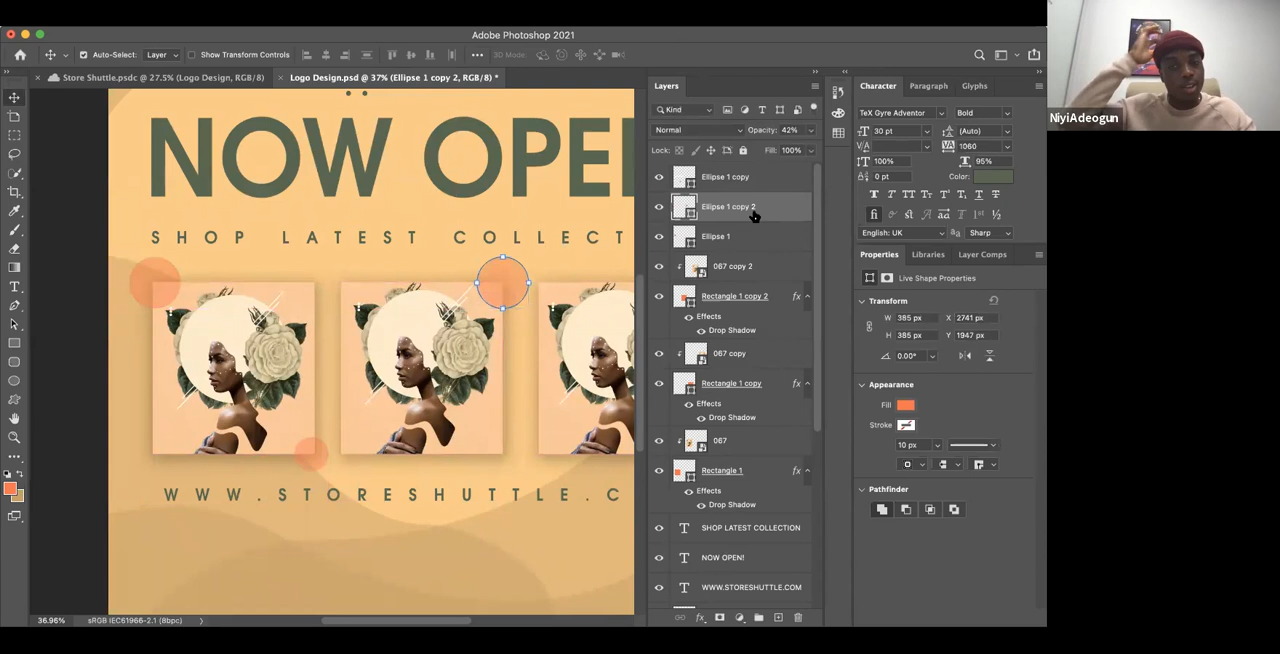 Adobe Photoshop 2021
Auto-Select: Layer Show Transform Controls 3D Mode:
Store Shuttle.psdc @ 27.5% (Logo Design, RGB/8)
Logo Design.psd @ 37% (Ellipse 1 copy 2, RGB/8) *
NOW OPE
SHOP LATEST COLLECT
WWW.STORESHUTTLE.C
36.96% sRGB IEC61966-2.1 (8bpc)
Layers
Kind
Normal Opacity: 42%
Lock: Fill: 100%
Ellipse 1 copy
Ellipse 1 copy 2
Ellipse 1
067 copy 2
Rectangle 1 copy 2 fx
Effects
Drop Shadow
067 copy
Rectangle 1 copy fx
Effects
Drop Shadow
067
Rectangle 1 fx
Effects
Drop Shadow
SHOP LATEST COLLECTION
NOW OPEN!
WWW.STORESHUTTLE.COM
Character Paragraph Glyphs
TeX Gyre Adventor Bold
30 pt (Auto)
1060
100% 95%
0 pt Color:
English: UK Sharp
Properties Libraries Layer Comps
Live Shape Properties
Transform
W 385 px X 2741 px
H 385 px Y 1947 px
0.00°
Appearance
Fill
Stroke
10 px
Pathfinder
NiyiAdeogun